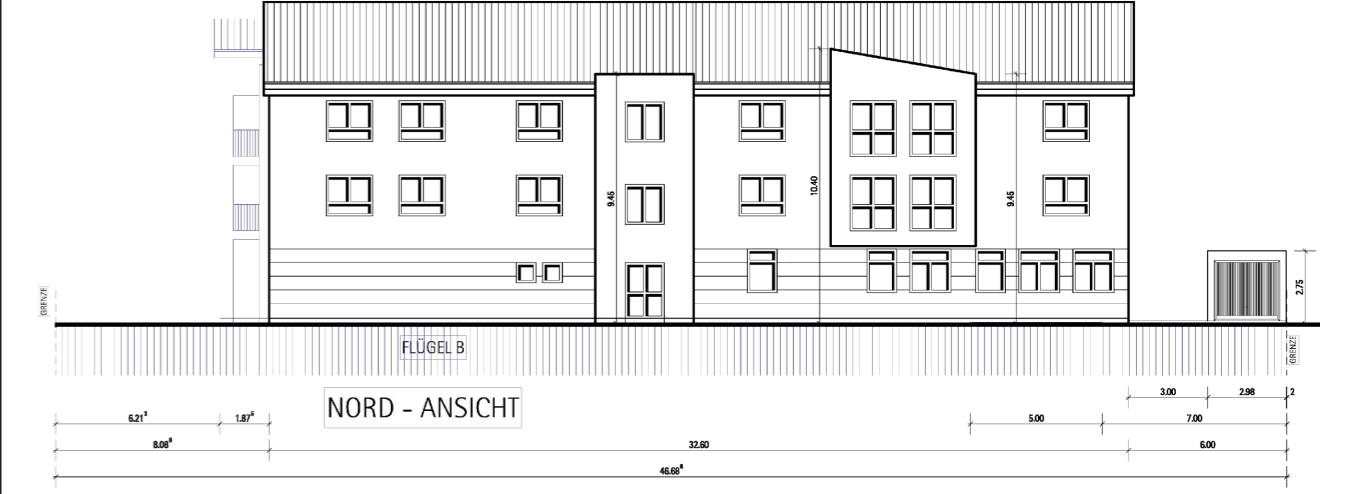 9.45
10.40
9.45
2.75
GRENZE
FLÜGEL B
GRENZE
NORD - ANSICHT
3.00 2.98 2
6.21³ 1.87⁵ 5.00 7.00
8.08⁸ 32.60 6.00
46.68⁸